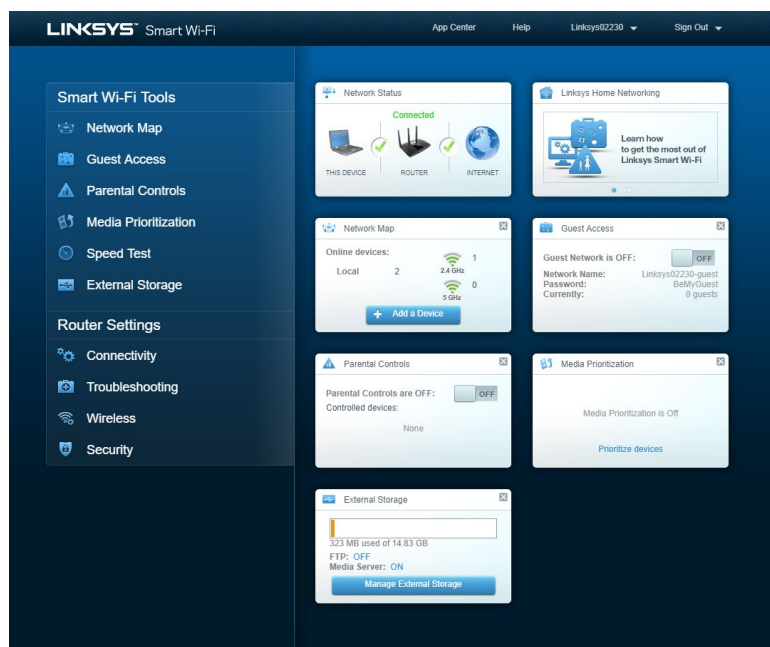 LINKSYS™ Smart Wi-Fi
App Center Help Linksys02230 Sign Out
Smart Wi-Fi Tools
Network Map
Guest Access
Parental Controls
Media Prioritization
Speed Test
External Storage
Router Settings
Connectivity
Troubleshooting
Wireless
Security
Network Status
Connected
THIS DEVICE ROUTER INTERNET
Linksys Home Networking
Learn how
to get the most out of
Linksys Smart Wi-Fi
Network Map
Online devices:
Local 2
2.4 GHz 1
5 GHz 0
+ Add a Device
Guest Access
Guest Network is OFF: OFF
Network Name: Linksys02230-guest
Password: BeMyGuest
Currently: 0 guests
Parental Controls
Parental Controls are OFF: OFF
Controlled devices:
None
Media Prioritization
Media Prioritization is Off
Prioritize devices
External Storage
323 MB used of 14.83 GB
FTP: OFF
Media Server: ON
Manage External Storage